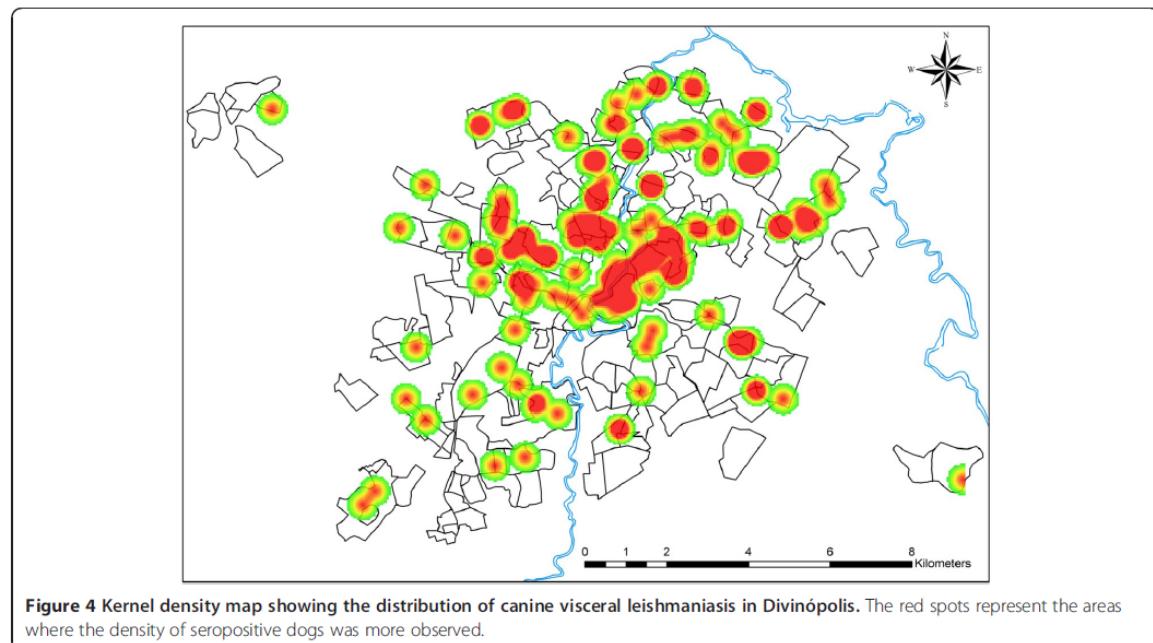 N
W E
S
0 1 2 4 6 8
Kilometers
Figure 4 Kernel density map showing the distribution of canine visceral leishmaniasis in Divinópolis. The red spots represent the areas
where the density of seropositive dogs was more observed.